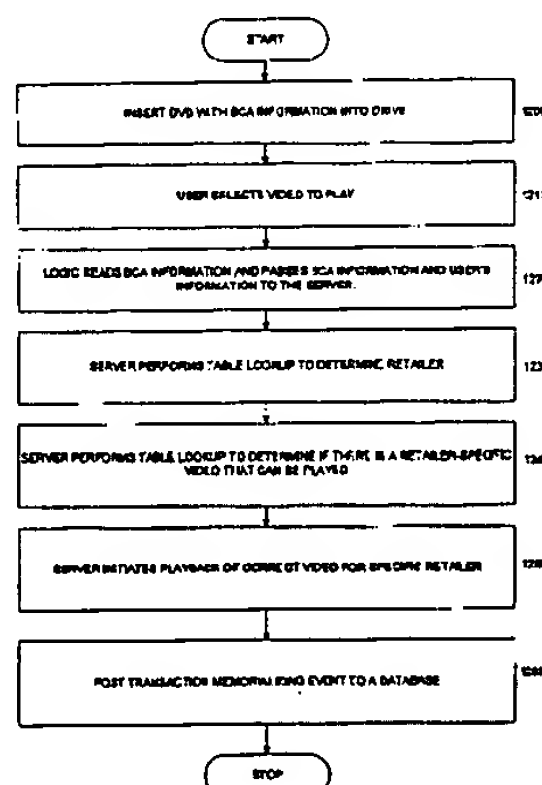 START
INSERT DVD WITH BCA INFORMATION INTO DRIVE
USER SELECTS VIDEO TO PLAY
LOGIC READS BCA INFORMATION AND PASSES BCA INFORMATION AND USER'S
INFORMATION TO THE SERVER.
SERVER PERFORMS TABLE LOOKUP TO DETERMINE RETAILER
SERVER PERFORMS TABLE LOOKUP TO DETERMINE IF THERE IS A RETAILER-SPECIFIC
VIDEO THAT CAN BE PLAYED
SERVER INITIATES PLAYBACK OF CORRECT VIDEO FOR SPECIFIC RETAILER
POST TRANSACTION MEMORIALIZING EVENT TO A DATABASE
STOP